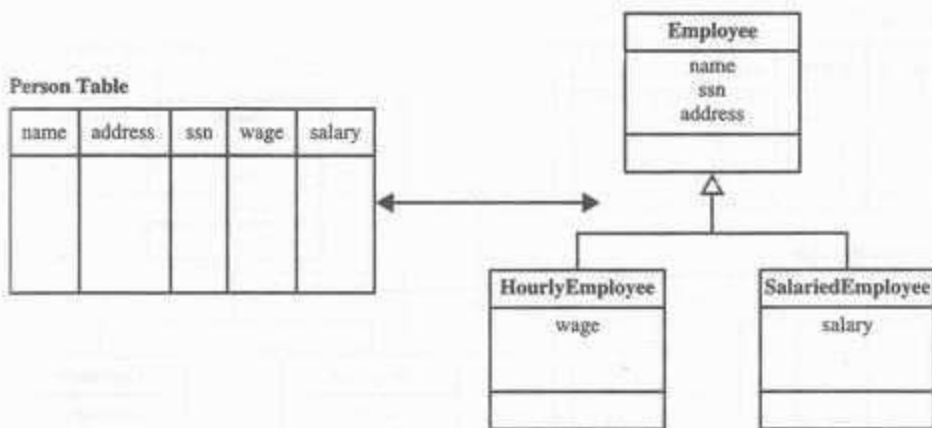 Employee
name
ssn
address
Person Table
name address ssn wage salary
HourlyEmployee
wage
SalariedEmployee
salary